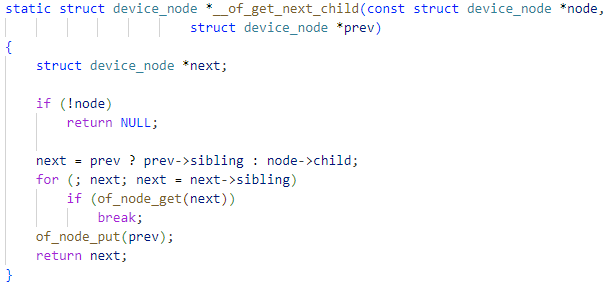 static struct device_node *__of_get_next_child(const struct device_node *node,
                        struct device_node *prev)
{
    struct device_node *next;

    if (!node)
        return NULL;

    next = prev ? prev->sibling : node->child;
    for (; next; next = next->sibling)
        if (of_node_get(next))
            break;
    of_node_put(prev);
    return next;
}